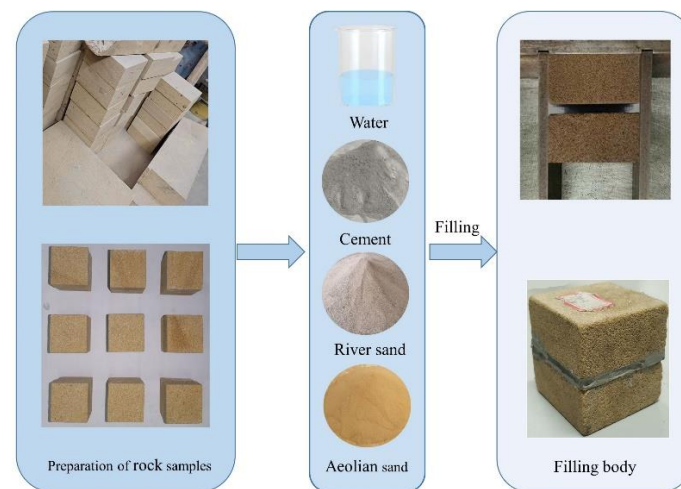 Water
Cement
River sand
Aeolian sand
Preparation of rock samples
Filling
Filling body